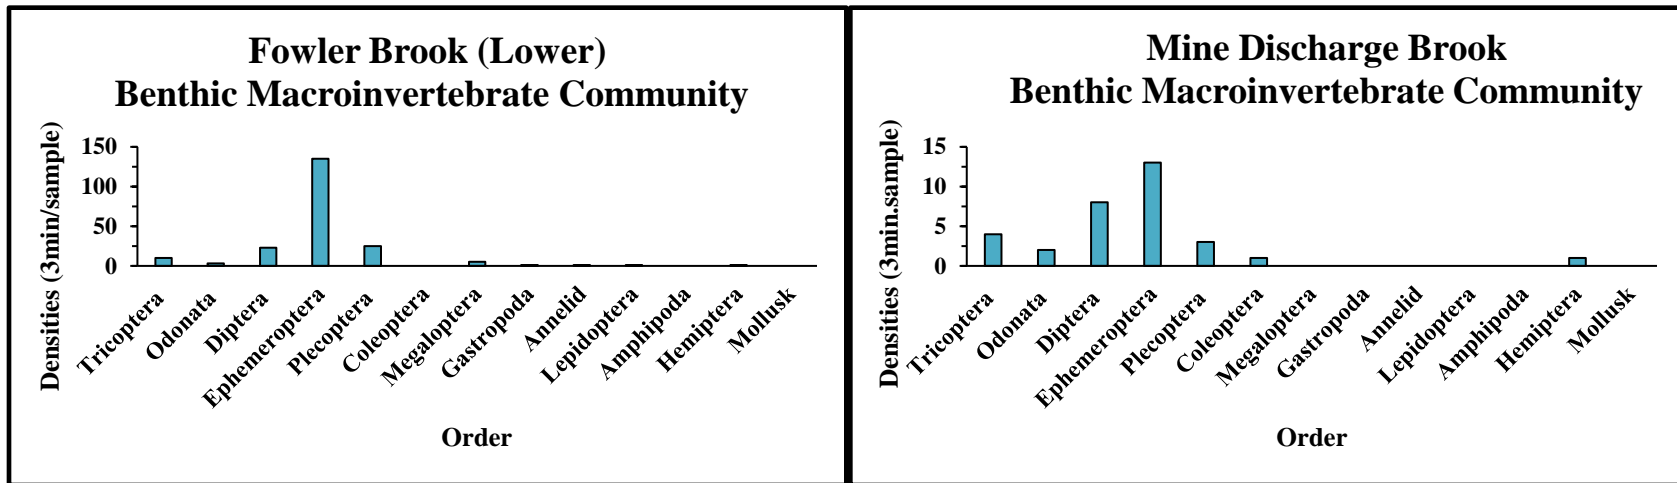 Fowler Brook (Lower)
Benthic Macroinvertebrate Community
Densities (3min/sample)
150
100
50
0
Tricoptera
Odonata
Diptera
Ephemeroptera
Plecoptera
Coleoptera
Megaloptera
Gastropoda
Annelid
Lepidoptera
Amphipoda
Hemiptera
Mollusk
Order
Mine Discharge Brook
Benthic Macroinvertebrate Community
Densities (3min.sample)
15
10
5
0
Tricoptera
Odonata
Diptera
Ephemeroptera
Plecoptera
Coleoptera
Megaloptera
Gastropoda
Annelid
Lepidoptera
Amphipoda
Hemiptera
Mollusk
Order